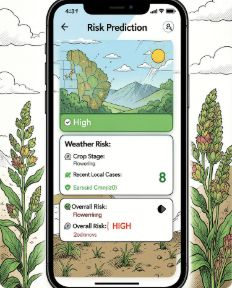 4:31
Risk Prediction
High
Weather Risk:
Crop Stage:
Flowering
Recent Local Cases:
8
Overall Risk:
Overall Risk: HIGH